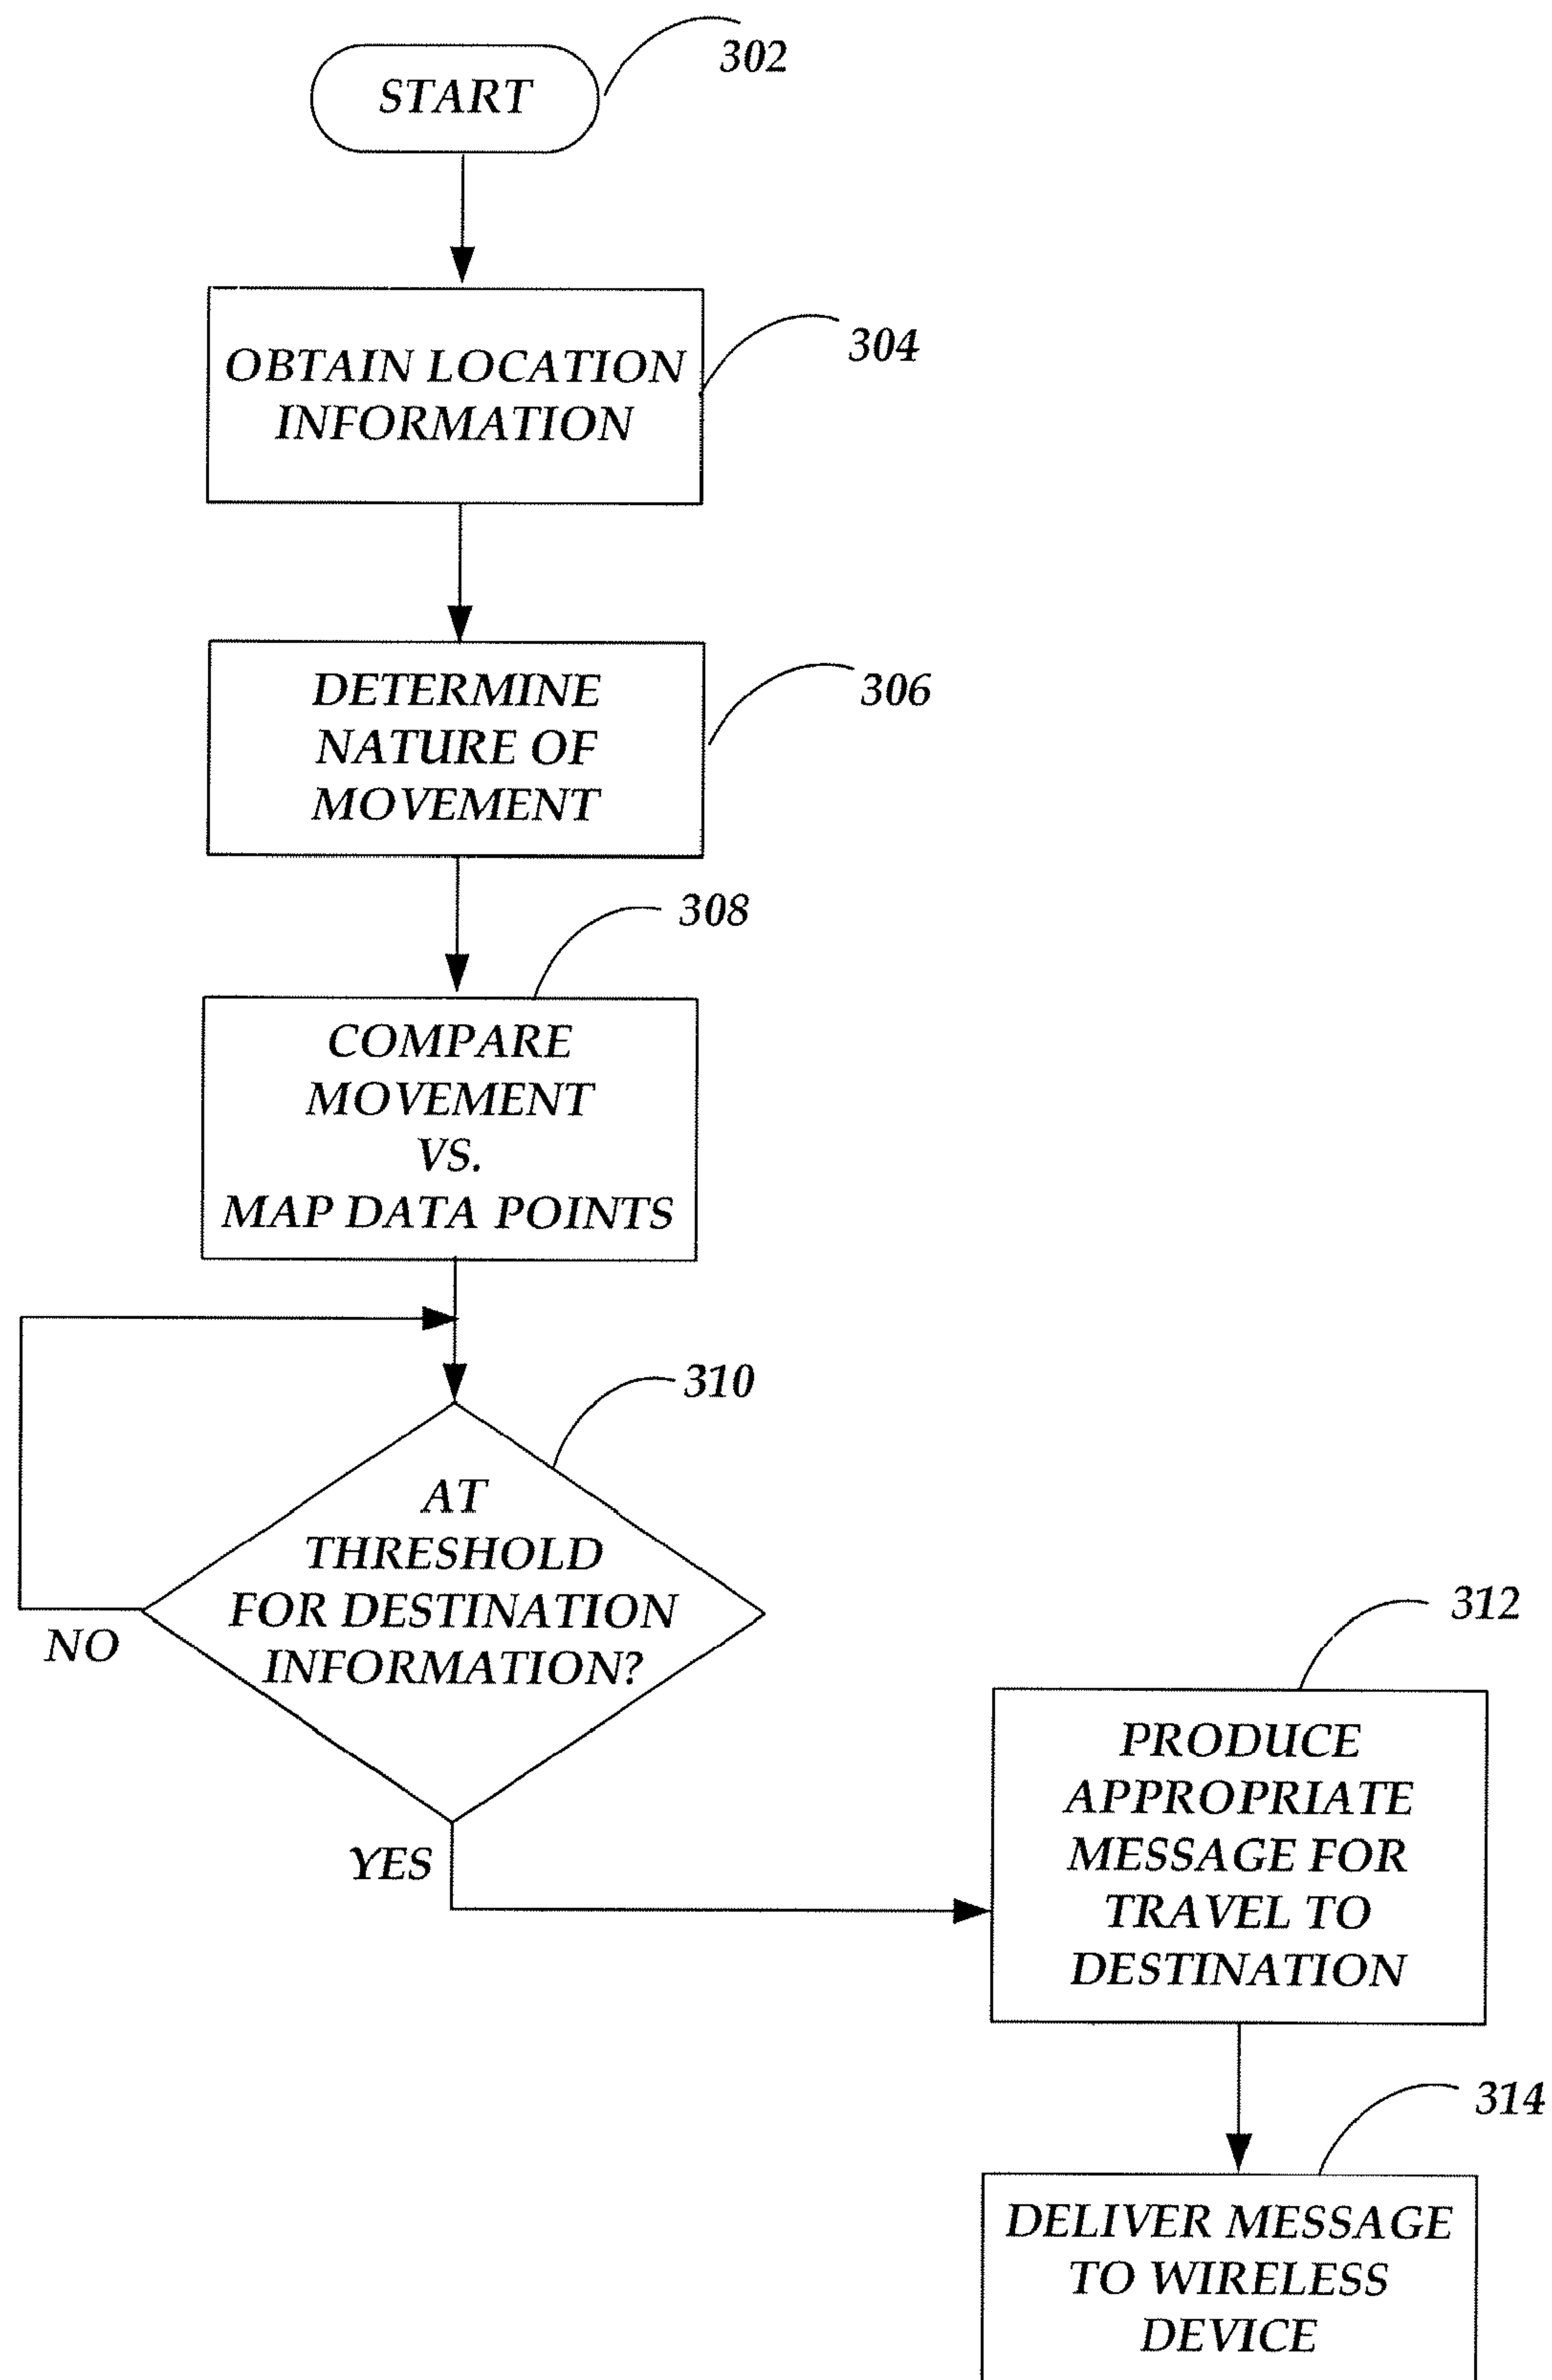 START
302
OBTAIN LOCATION
INFORMATION
304
DETERMINE
NATURE OF
MOVEMENT
306
308
COMPARE
MOVEMENT
VS.
MAP DATA POINTS
310
AT
THRESHOLD
FOR DESTINATION
INFORMATION?
NO
YES
312
PRODUCE
APPROPRIATE
MESSAGE FOR
TRAVEL TO
DESTINATION
314
DELIVER MESSAGE
TO WIRELESS
DEVICE